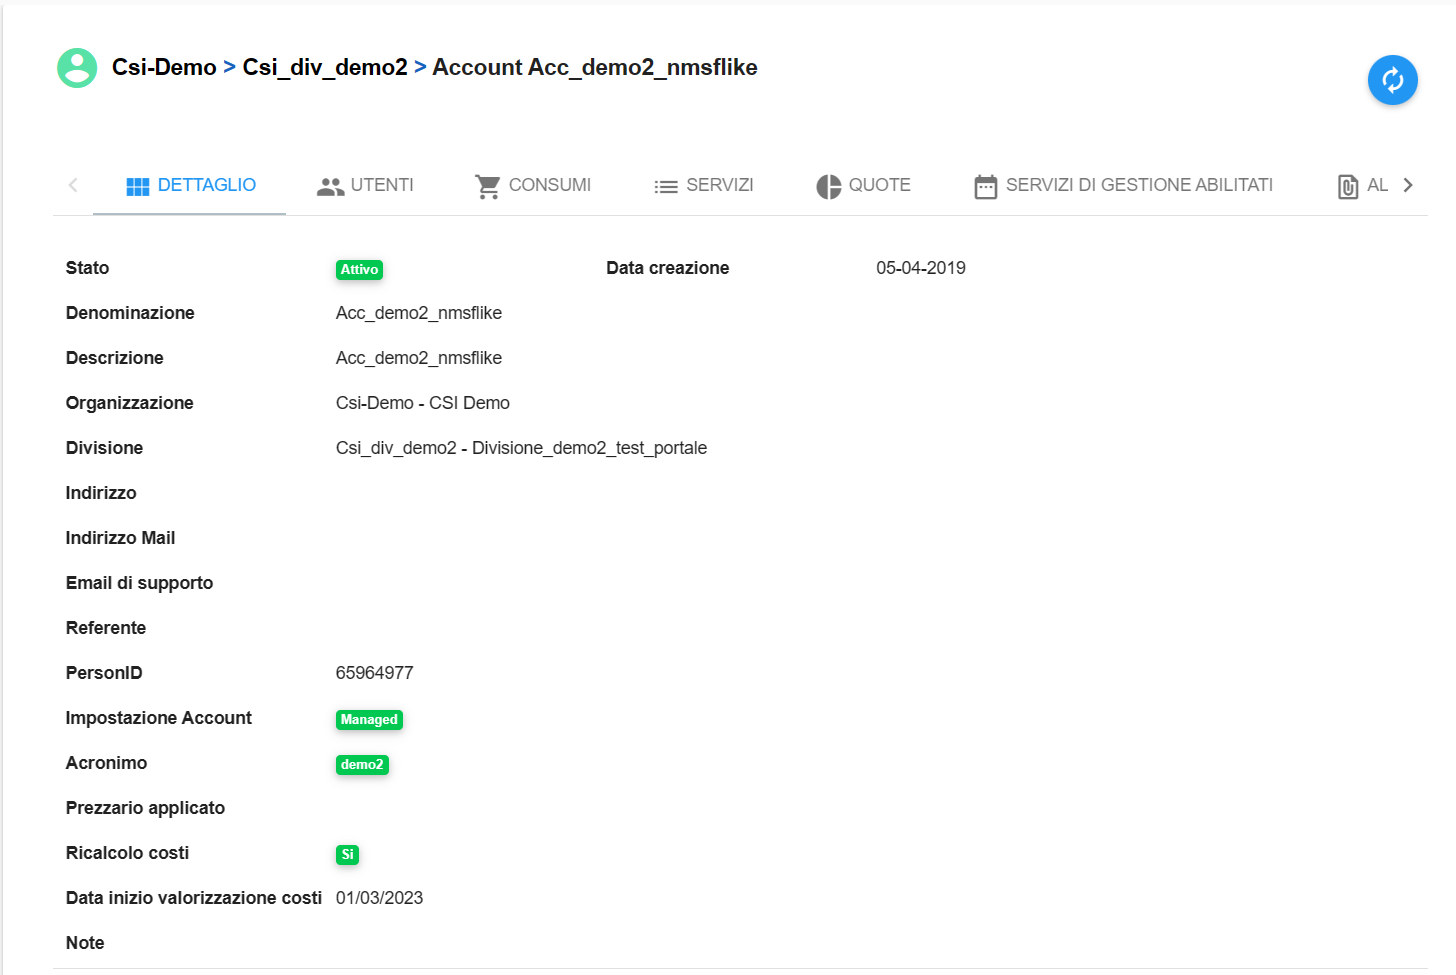 Csi-Demo > Csi_div_demo2 > Account Acc_demo2_nmsflike
DETTAGLIO UTENTI CONSUMI SERVIZI QUOTE SERVIZI DI GESTIONE ABILITATI AL
Stato Attivo Data creazione 05-04-2019
Denominazione Acc_demo2_nmsflike
Descrizione Acc_demo2_nmsflike
Organizzazione Csi-Demo - CSI Demo
Divisione Csi_div_demo2 - Divisione_demo2_test_portale
Indirizzo
Indirizzo Mail
Email di supporto
Referente
PersonID 65964977
Impostazione Account Managed
Acronimo demo2
Prezzario applicato
Ricalcolo costi Si
Data inizio valorizzazione costi 01/03/2023
Note